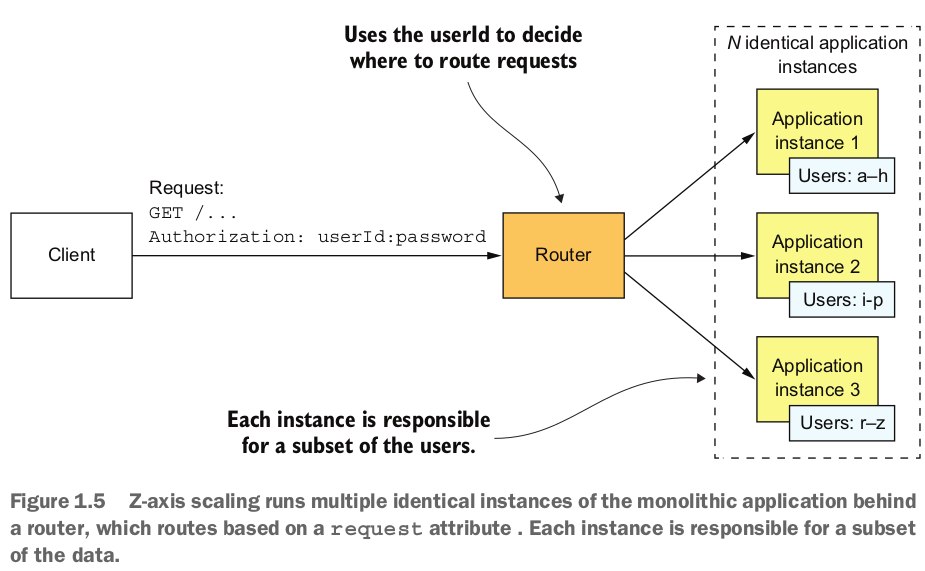 Uses the userId to decide
where to route requests
N identical application
instances
Application
instance 1
Users: a–h
Request:
GET /...
Authorization: userId:password
Client
Router
Application
instance 2
Users: i-p
Application
instance 3
Users: r–z
Each instance is responsible
for a subset of the users.
Figure 1.5 Z-axis scaling runs multiple identical instances of the monolithic application behind
a router, which routes based on a request attribute . Each instance is responsible for a subset
of the data.